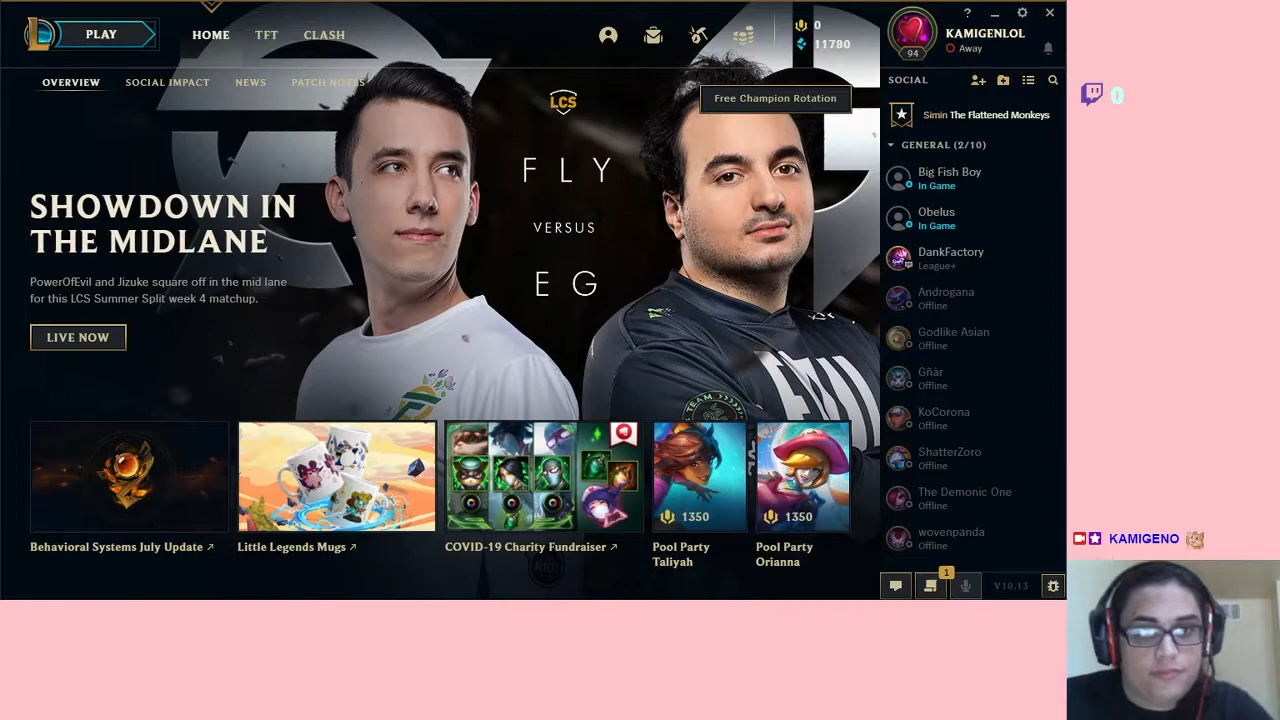 PLAY
HOME
TFT
CLASH
0
11780
94
KAMIGENLOL
Away
OVERVIEW
SOCIAL IMPACT
NEWS
PATCH NOTES
LCS
Free Champion Rotation
FLY
VERSUS
EG
SHOWDOWN IN
THE MIDLANE
PowerOfEvil and Jizuke square off in the mid lane
for this LCS Summer Split week 4 matchup.
LIVE NOW
1350
1350
Behavioral Systems July Update
Little Legends Mugs
COVID-19 Charity Fundraiser
Pool Party
Taliyah
Pool Party
Orianna
SOCIAL
Simin The Flattened Monkeys
GENERAL (2/10)
Big Fish Boy
In Game
Obelus
In Game
DankFactory
League+
Androgana
Offline
Godlike Asian
Offline
Gñàr
Offline
KoCorona
Offline
ShatterZoro
Offline
The Demonic One
Offline
wovenpanda
Offline
1
V10.13
0
KAMIGENO